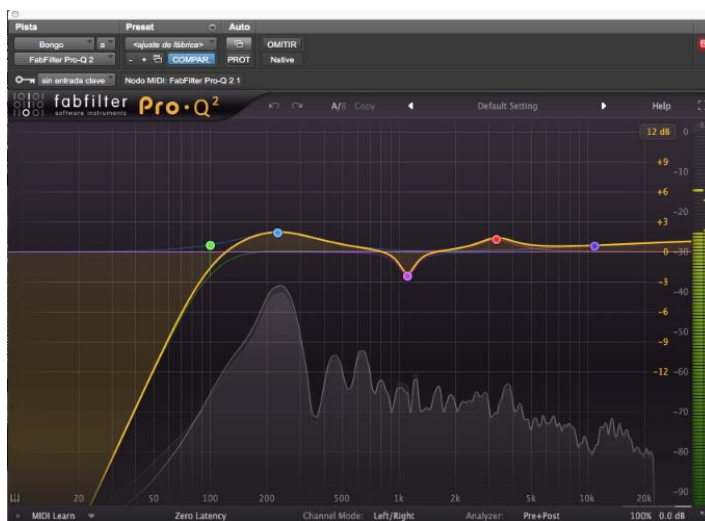 Pista Preset Auto
Bongo a <ajuste de fábrica> OMITIR
FabFilter Pro-Q 2 - + COMPAR. PROT Native
sin entrada clave Nodo MIDI: FabFilter Pro-Q 2 1
fabfilter Pro·Q 2 A/B Copy Default Setting Help
software instruments
12 dB 0
+9
-10
+6
-20
+3
0 -30
-3
-40
-6
-50
-9
-12 -60
-70
-80
-90
20 50 100 200 500 1k 2k 5k 10k 20k
MIDI Learn Zero Latency Channel Mode: Left/Right Analyzer: Pre+Post 100% 0.0 dB